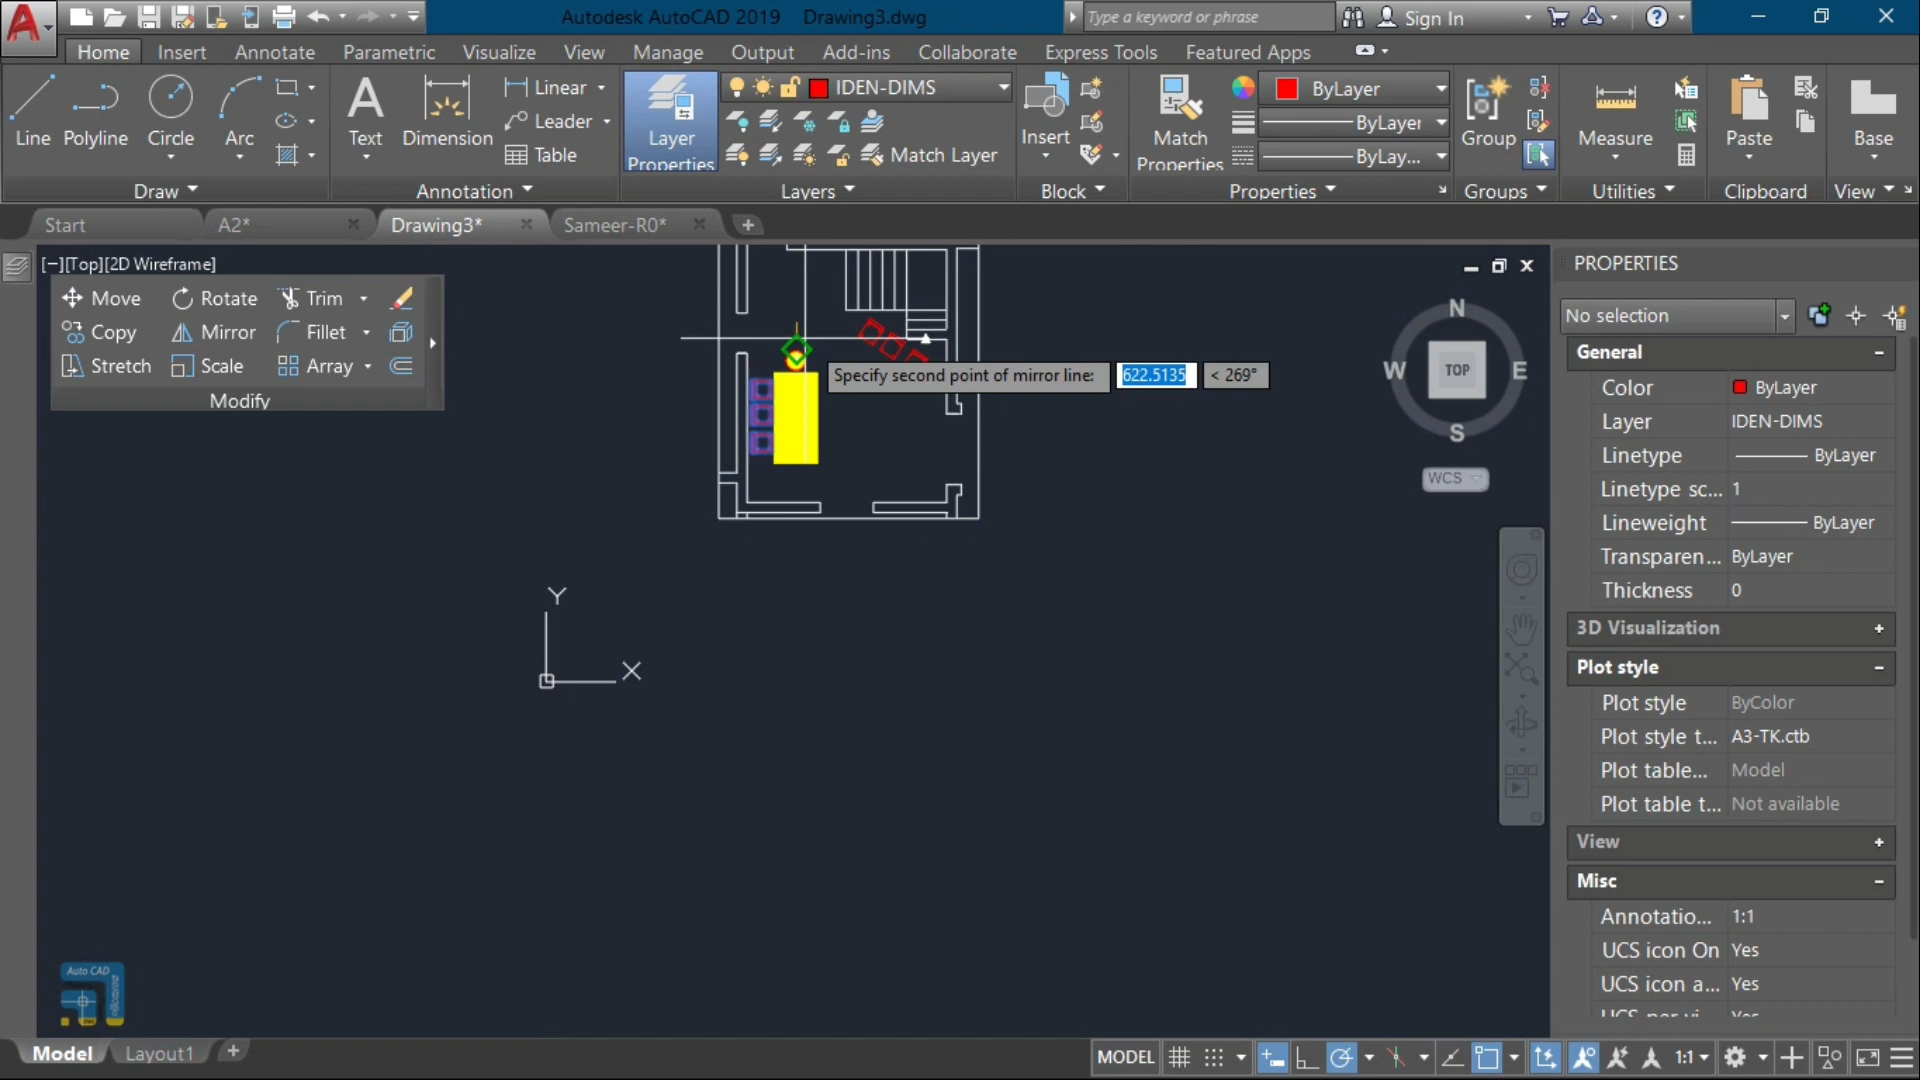 Autodesk AutoCAD 2019 Drawing3.dwg
Type a keyword or phrase
Sign In
Home Insert Annotate Parametric Visualize View Manage Output Add-ins Collaborate Express Tools Featured Apps
Line Polyline Circle Arc
Text Dimension
Linear
Leader
Table
Layer Properties
IDEN-DIMS
Match Layer
Insert
Match Properties
ByLayer
ByLayer
ByLay...
Group
Measure
Paste
Base
Draw Annotation Layers Block Properties Groups Utilities Clipboard View
Start A2* Drawing3* Sameer-R0*
[−][Top][2D Wireframe]
Move Rotate Trim
Copy Mirror Fillet
Stretch Scale Array
Modify
Specify second point of mirror line: 622.5135 < 269°
N
W TOP E
S
WCS
Y
X
PROPERTIES
No selection
General
Color ByLayer
Layer IDEN-DIMS
Linetype ByLayer
Linetype sc... 1
Lineweight ByLayer
Transparen... ByLayer
Thickness 0
3D Visualization
Plot style
Plot style ByColor
Plot style t... A3-TK.ctb
Plot table... Model
Plot table t... Not available
View
Misc
Annotatio... 1:1
UCS icon On Yes
UCS icon a... Yes
Auto CAD
Model Layout1
MODEL 1:1